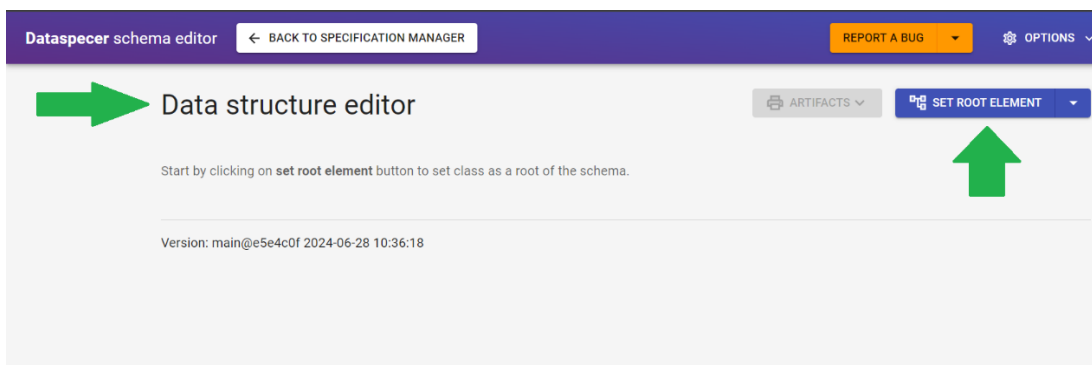 Dataspecer schema editor
← BACK TO SPECIFICATION MANAGER
REPORT A BUG
OPTIONS
Data structure editor
ARTIFACTS
SET ROOT ELEMENT
Start by clicking on set root element button to set class as a root of the schema.
Version: main@e5e4c0f 2024-06-28 10:36:18